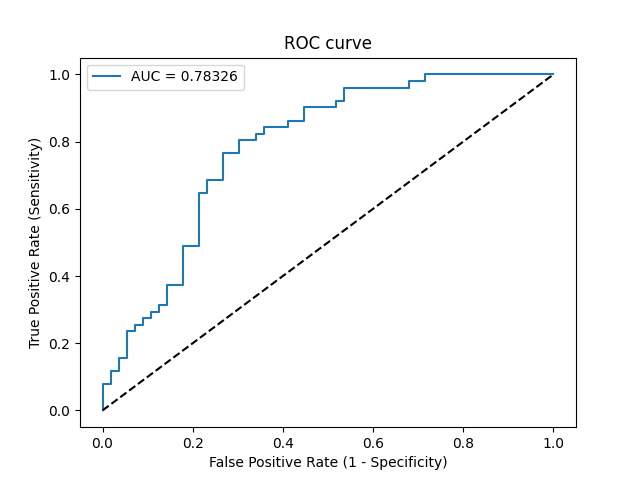 ROC curve
AUC = 0.78326
True Positive Rate (Sensitivity)
1.0
0.8
0.6
0.4
0.2
0.0
0.0 0.2 0.4 0.6 0.8 1.0
False Positive Rate (1 - Specificity)